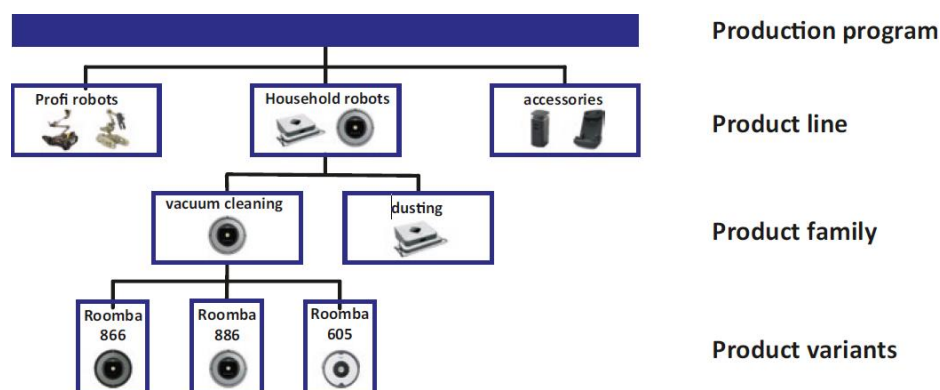 Production program
Profi robots
Household robots
accessories
Product line
vacuum cleaning
dusting
Product family
Roomba
866
Roomba
886
Roomba
605
Product variants